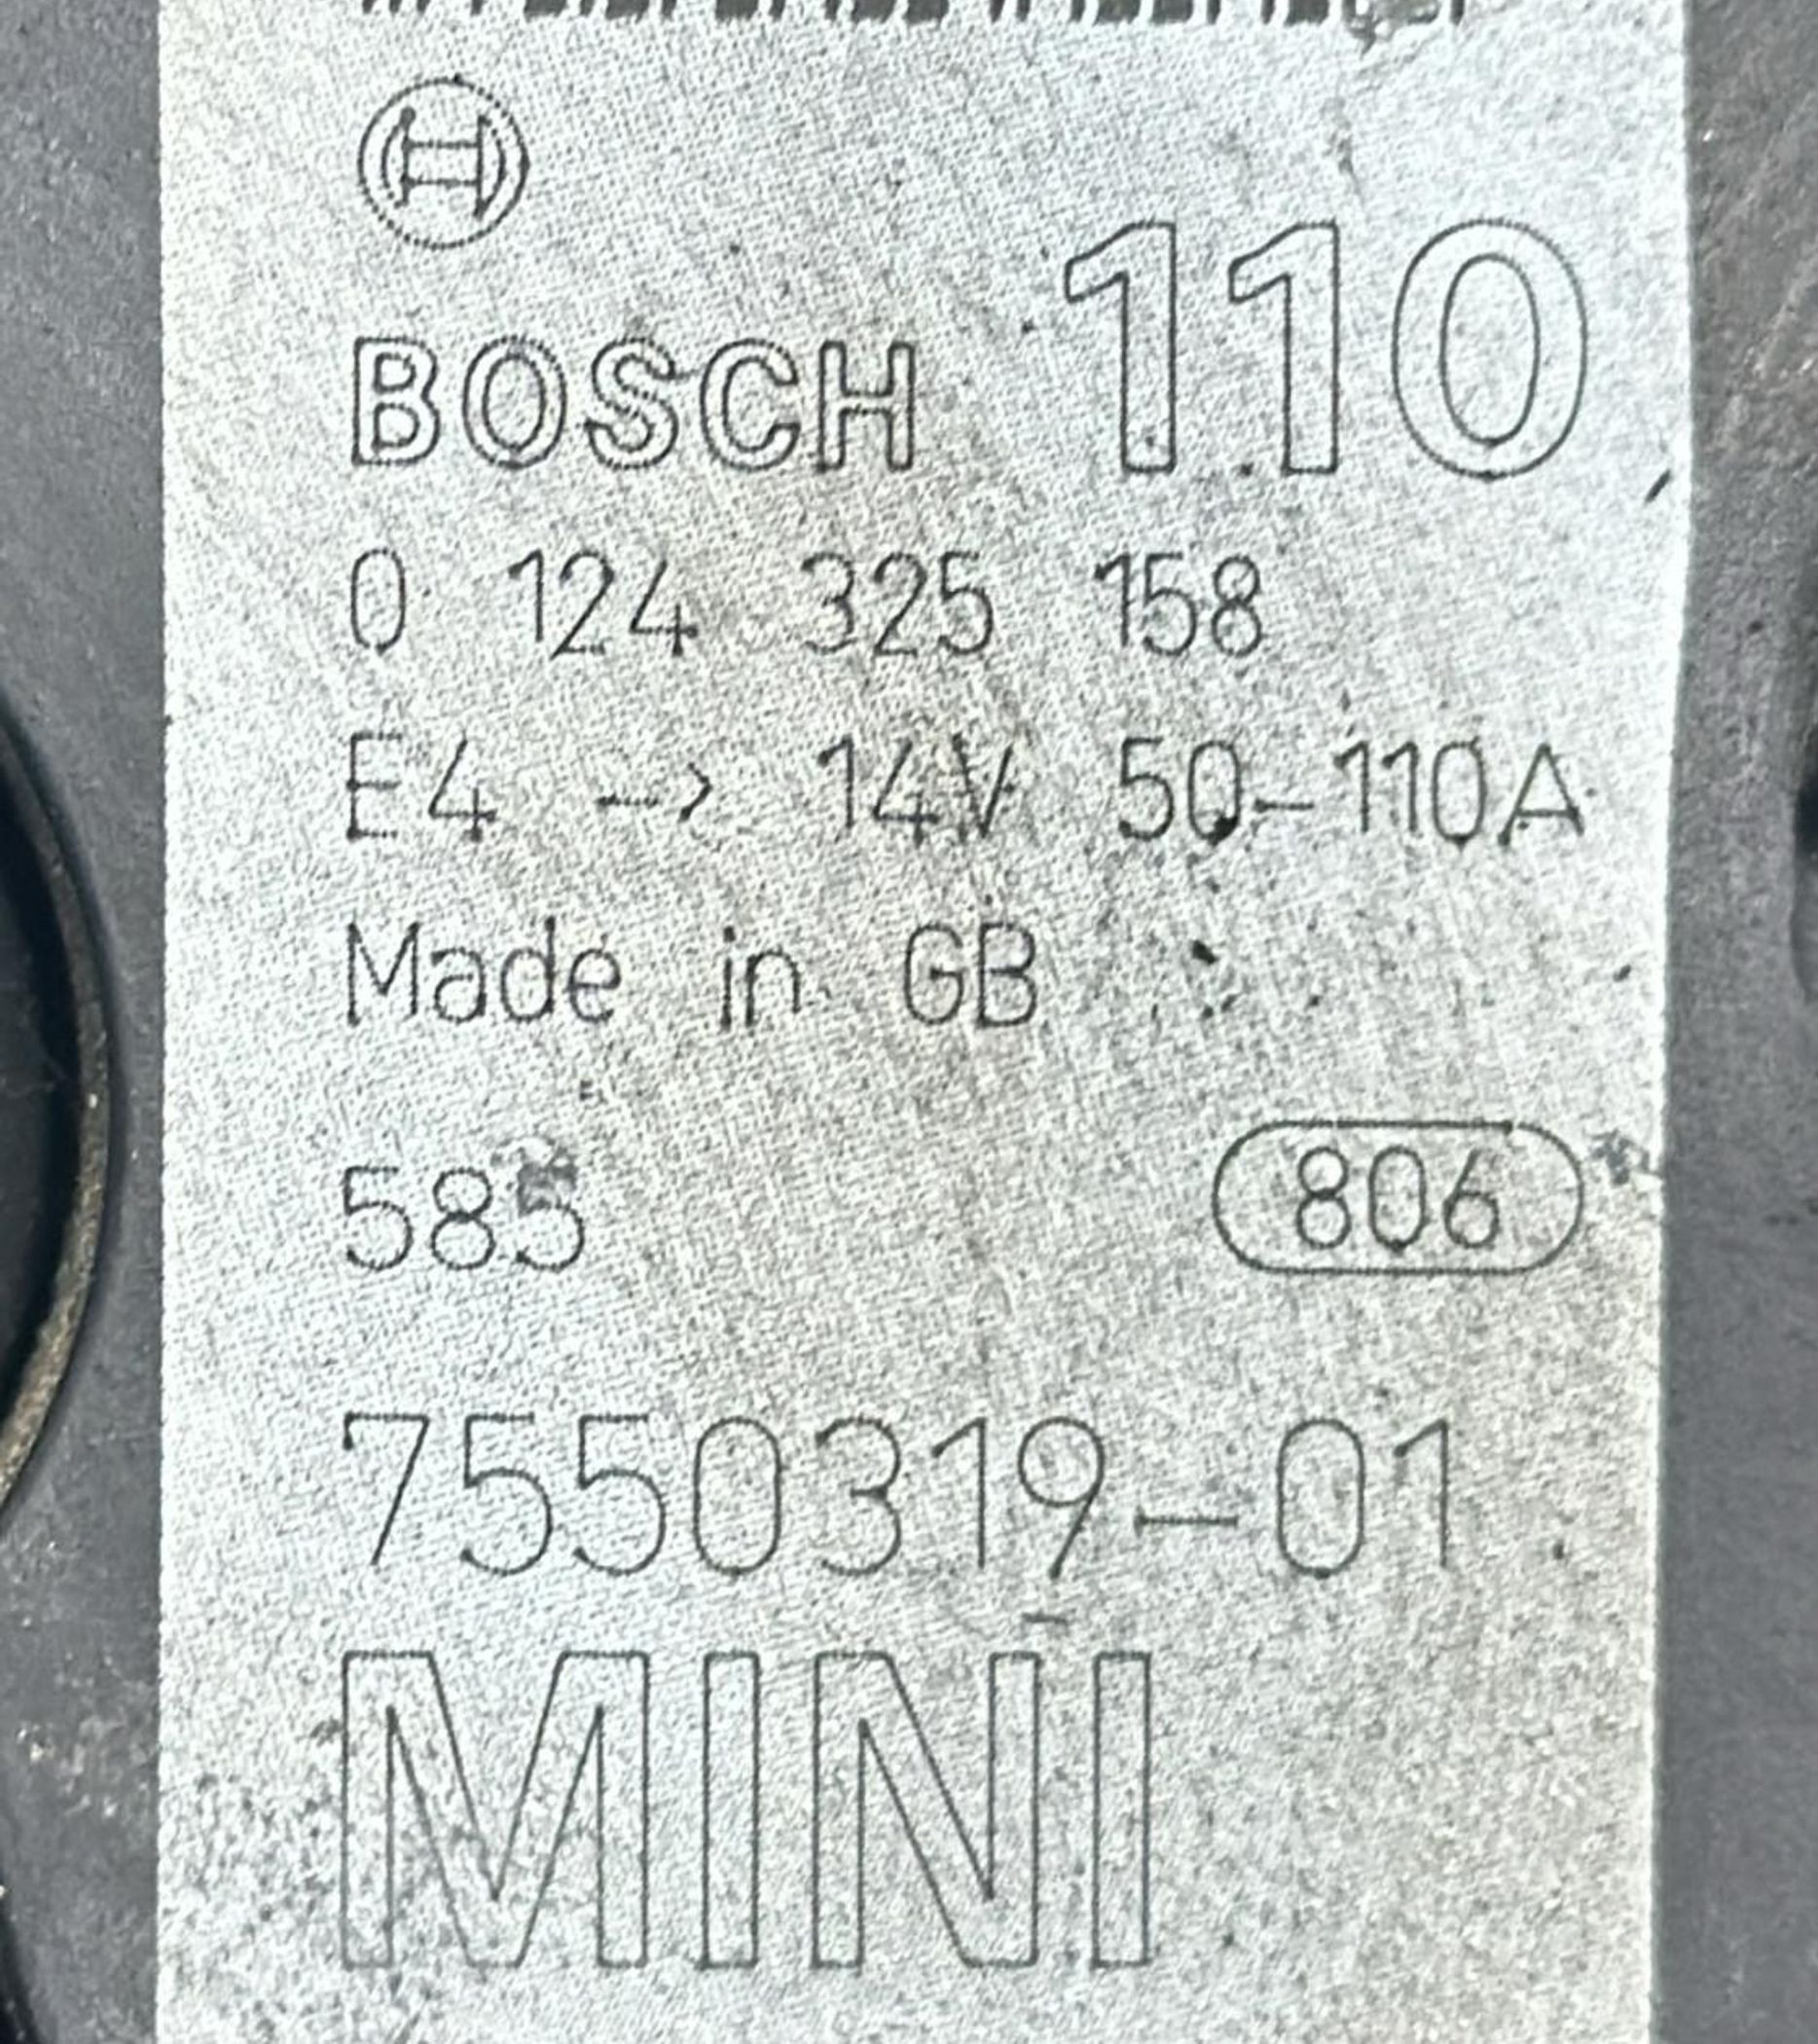 BOSCH 110
0 124 325 158
E4 -> 14V 50-110A
Made in GB
585 806
7550319-01
MINI